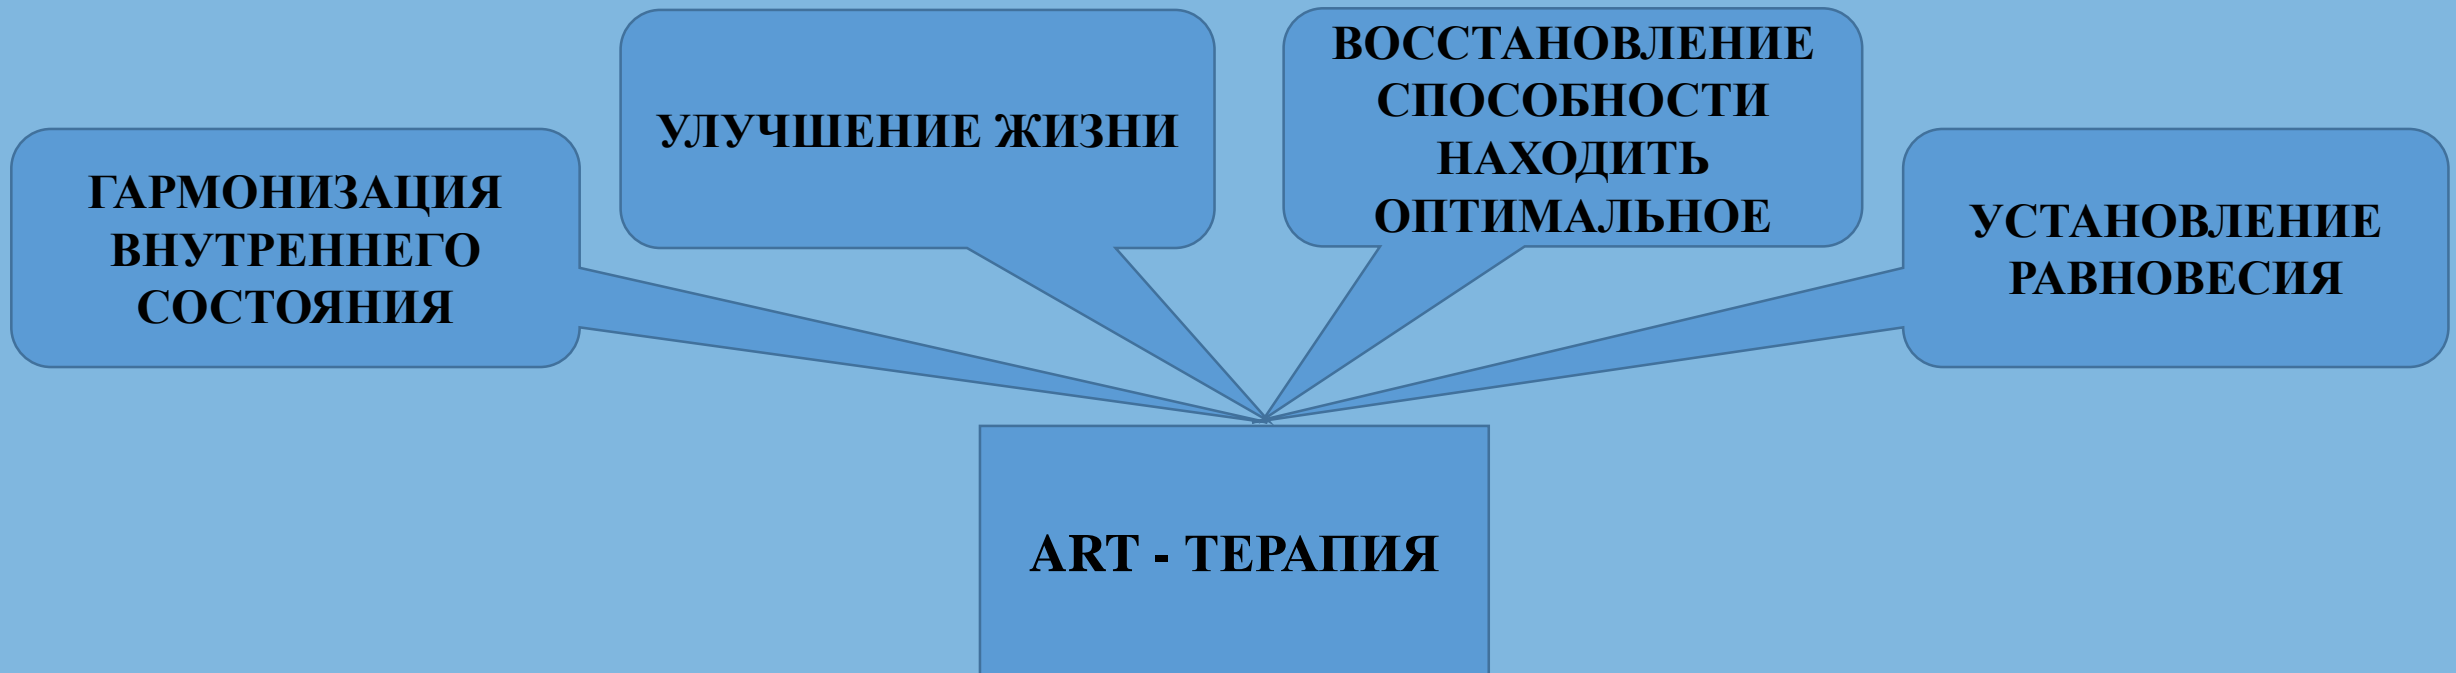 ГАРМОНИЗАЦИЯ
ВНУТРЕННЕГО
СОСТОЯНИЯ
УЛУЧШЕНИЕ ЖИЗНИ
ВОССТАНОВЛЕНИЕ
СПОСОБНОСТИ
НАХОДИТЬ
ОПТИМАЛЬНОЕ
УСТАНОВЛЕНИЕ
РАВНОВЕСИЯ
ART - ТЕРАПИЯ